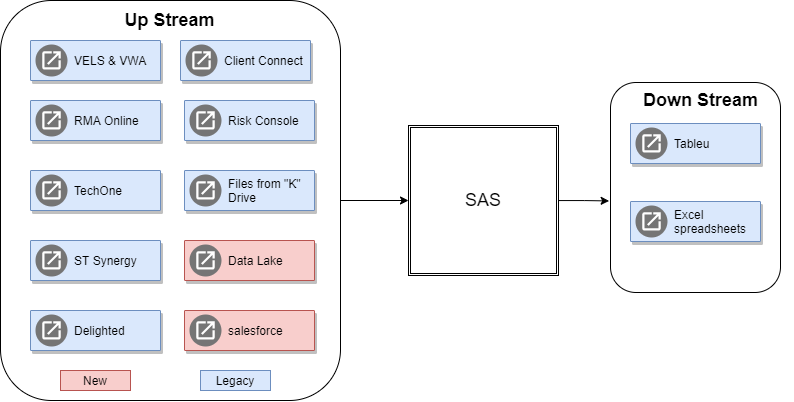 Up Stream
VELS & VWA
Client Connect
RMA Online
Risk Console
TechOne
Files from "K"
Drive
ST Synergy
Data Lake
Delighted
salesforce
New
Legacy
SAS
Down Stream
Tableu
Excel
spreadsheets